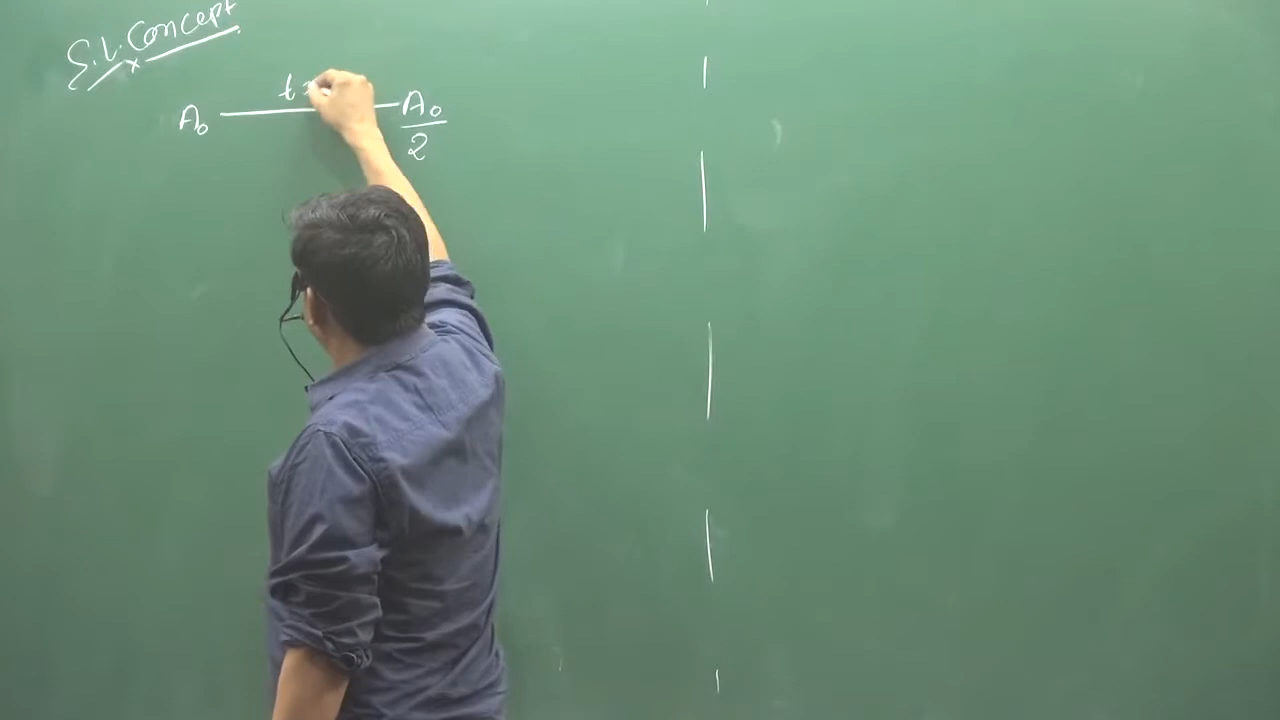 S.L. Concept
A₀ t = A₀/2